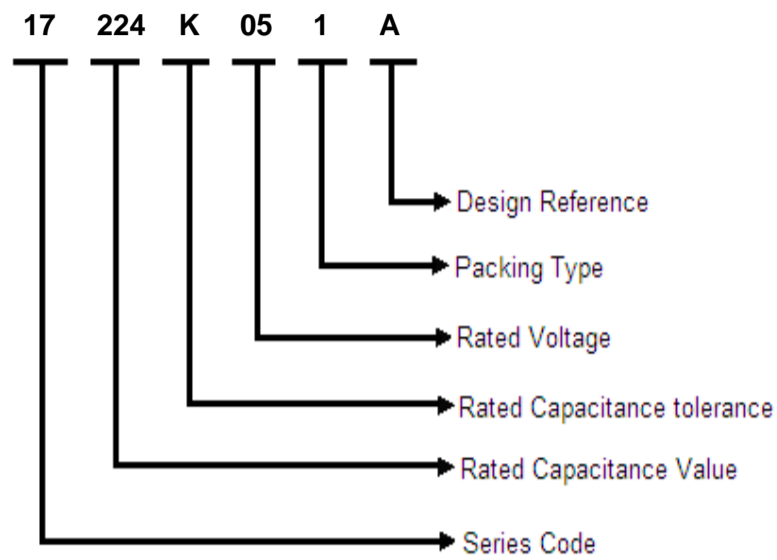 17 224 K 05 1 A
Design Reference
Packing Type
Rated Voltage
Rated Capacitance tolerance
Rated Capacitance Value
Series Code